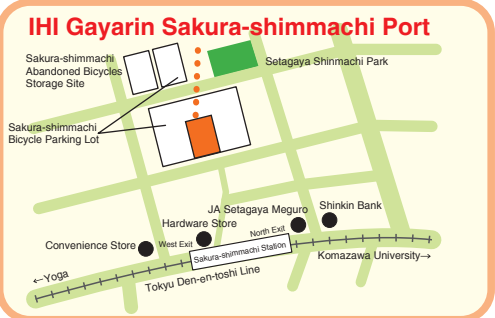 IHI Gayarin Sakura-shimmachi Port
Sakura-shimmachi
Abandoned Bicycles
Storage Site
Setagaya Shinmachi Park
Sakura-shimmachi
Bicycle Parking Lot
JA Setagaya Meguro
Shinkin Bank
Hardware Store
North Exit
Convenience Store
West Exit
Sakura-shimmachi Station
Komazawa University→
←Yoga
Tokyu Den-en-toshi Line